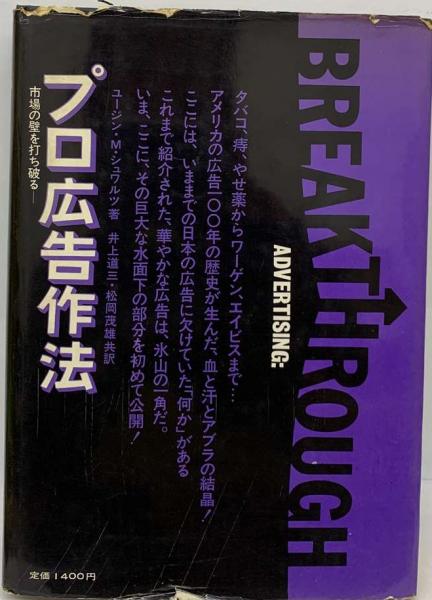 BREAKTHROUGH
ADVERTISING:
タバコ、痔、やせ薬からワーゲン、エイビスまで…
アメリカの広告一〇〇年の歴史が生んだ、血と汗とアブラの結晶!
ここには、いままでの日本の広告に欠けていた「何か」がある
これまで紹介された、華やかな広告は、氷山の一角だ。
いま、ここに、その巨大な水面下の部分を初めて公開!
ユージン・M・シュワルツ著 井上道三・松岡茂雄共訳
プロ広告作法
市場の壁を打ち破る—
定価1400円